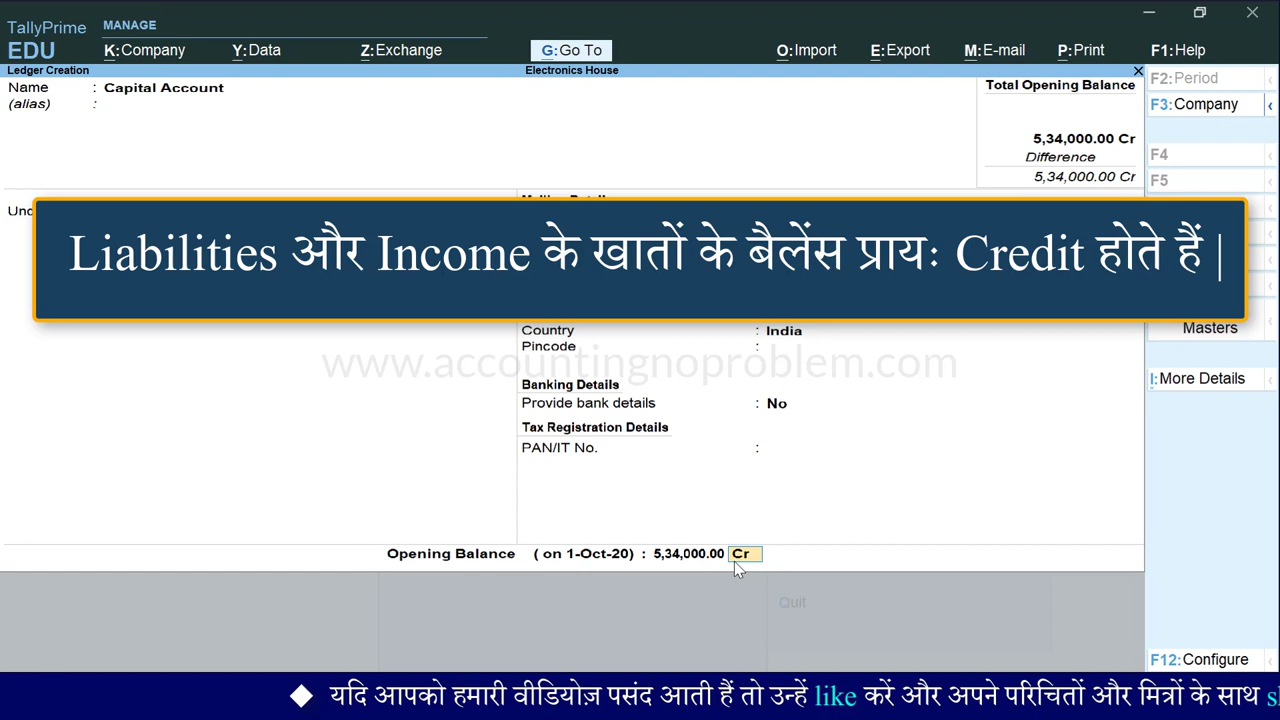 TallyPrime
EDU
MANAGE
K:Company Y:Data Z:Exchange G:Go To O:Import E:Export M:E-mail P:Print F1:Help
Ledger Creation Electronics House
Name : Capital Account
(alias) :
Total Opening Balance
5,34,000.00 Cr
Difference
5,34,000.00 Cr
F2:Period
F3:Company
F4
F5
Liabilities और Income के खातों के बैलेंस प्रायः Credit होते हैं |
Country : India
Pincode :
Masters
www.accountingnoproblem.com
Banking Details
Provide bank details : No
I:More Details
Tax Registration Details
PAN/IT No. :
Opening Balance ( on 1-Oct-20) : 5,34,000.00 Cr
Quit
F12:Configure
◆ यदि आपको हमारी वीडियोज़ पसंद आती हैं तो उन्हें like करें और अपने परिचितों और मित्रों के साथ